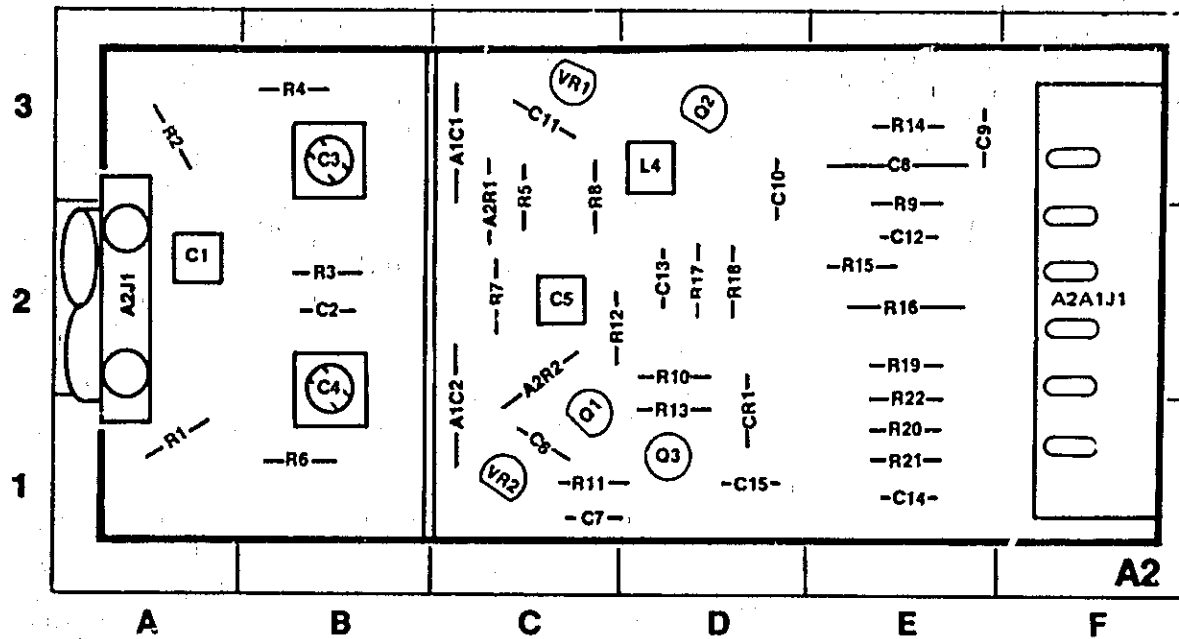 3
R4
VR1
Q2
R2
C3
A1C1
C11
R14
C9
L4
C8
A2R1
R5
R8
C10
R9
C12
C1
R3
R7
C5
C13
R17
R18
R15
2
A2J1
C2
R12
R16
A2A1J1
C4
A1C2
A2R2
R10
R19
Q1
R13
CR1
R22
R1
C6
R20
R6
VR2
Q3
R21
1
R11
C15
C14
C7
A2
A B C D E F